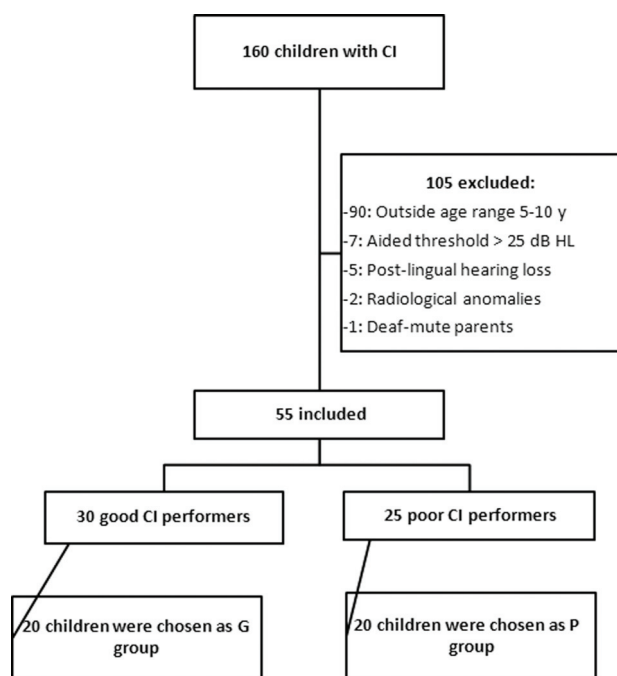 160 children with CI
105 excluded:
-90: Outside age range 5-10 y
-7: Aided threshold > 25 dB HL
-5: Post-lingual hearing loss
-2: Radiological anomalies
-1: Deaf-mute parents
55 included
30 good CI performers
25 poor CI performers
20 children were chosen as G
group
20 children were chosen as P
group